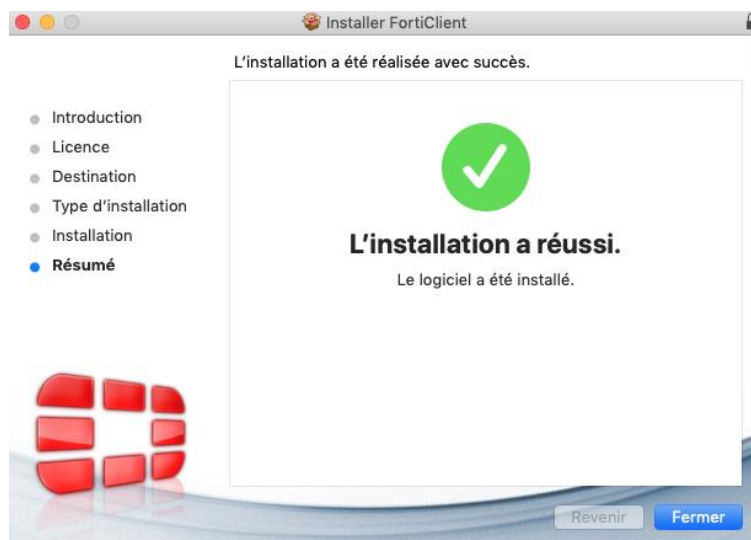 Installer FortiClient
L'installation a été réalisée avec succès.
Introduction
Licence
Destination
Type d'installation
Installation
Résumé
L'installation a réussi.
Le logiciel a été installé.
Revenir
Fermer